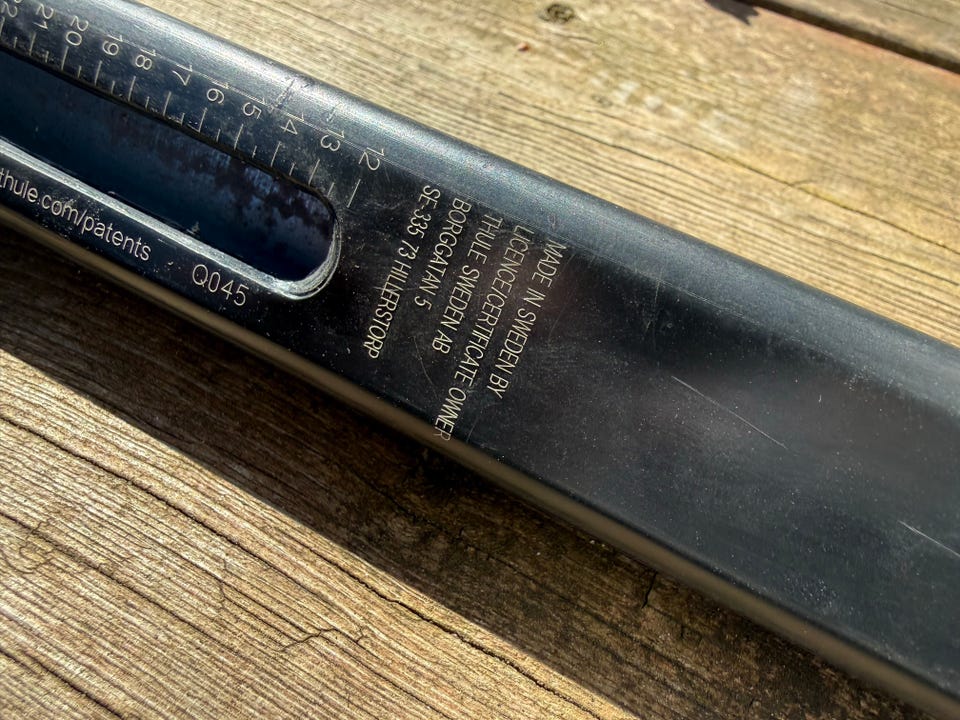 22 21 20 19 18 17 16 15 14 13 12
thule.com/patents Q045
MADE IN SWEDEN BY
LICENCE/CERTIFICATE OWNER
THULE SWEDEN AB
BORGGATAN 5
SE-335 73 HILLERSTORP